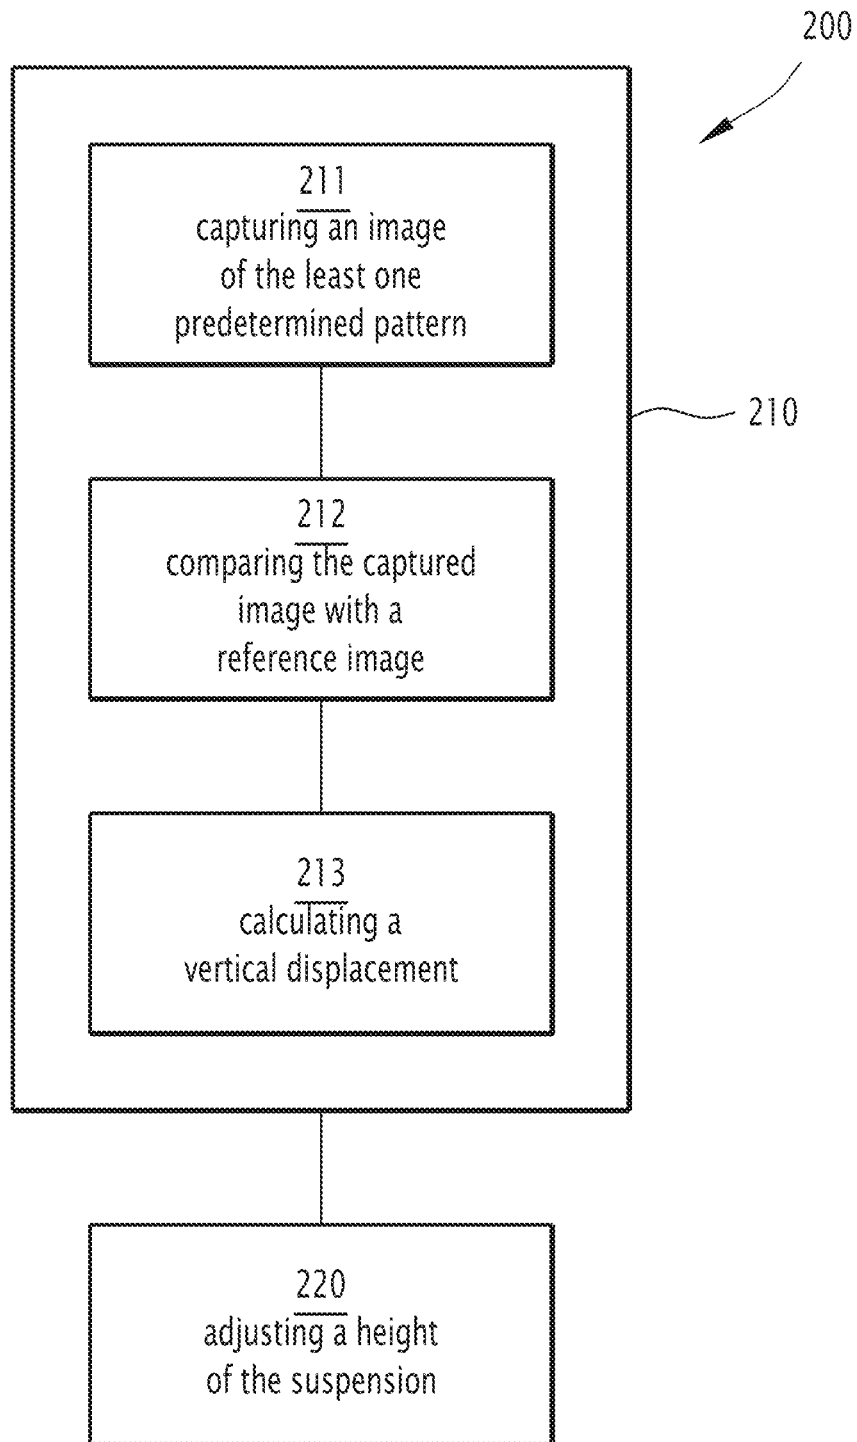 200
211
capturing an image
of the least one
predetermined pattern
210
212
comparing the captured
image with a
reference image
213
calculating a
vertical displacement
220
adjusting a height
of the suspension